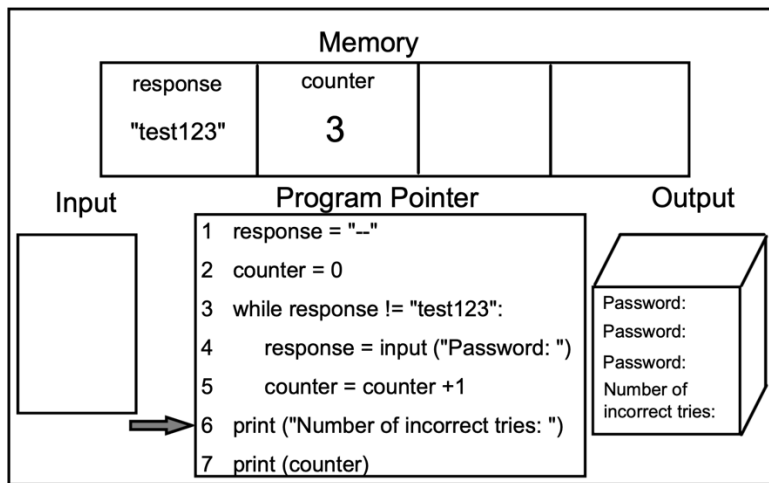 Memory
response counter
"test123" 3
Input Program Pointer Output
1 response = "--"
2 counter = 0
3 while response != "test123":
4 response = input ("Password: ")
5 counter = counter +1
6 print ("Number of incorrect tries: ")
7 print (counter)
Password:
Password:
Password:
Number of
incorrect tries: